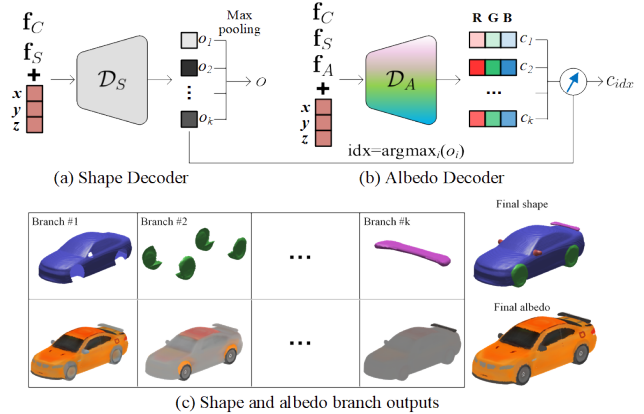 f_C
f_S
+
x
y
z
D_S
o_1
o_2
o_k
Max
pooling
o
f_C
f_S
f_A
+
x
y
z
D_A
R G B
c_1
c_2
...
c_k
c_idx
idx=argmax_i(o_i)
(a) Shape Decoder
(b) Albedo Decoder
Branch #1
Branch #2
...
Branch #k
Final shape
...
Final albedo
(c) Shape and albedo branch outputs